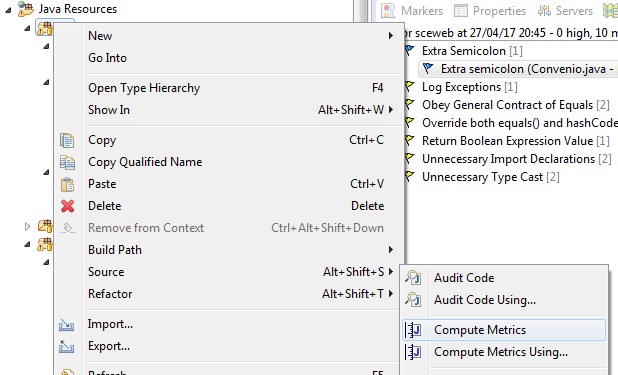 Java Resources
New
Go Into
Open Type Hierarchy F4
Show In Alt+Shift+W
Copy Ctrl+C
Copy Qualified Name
Paste Ctrl+V
Delete Delete
Remove from Context Ctrl+Alt+Shift+Down
Build Path
Source Alt+Shift+S
Refactor Alt+Shift+T
Import...
Export...
Refresh F5
Markers Properties Servers
or sceweb at 27/04/17 20:45 - 0 high, 10 m
Extra Semicolon [1]
Extra semicolon (Convenio.java -
Log Exceptions [1]
Obey General Contract of Equals [2]
Override both equals() and hashCode
Return Boolean Expression Value [1]
Unnecessary Import Declarations [2]
Unnecessary Type Cast [2]
Audit Code
Audit Code Using...
Compute Metrics
Compute Metrics Using...